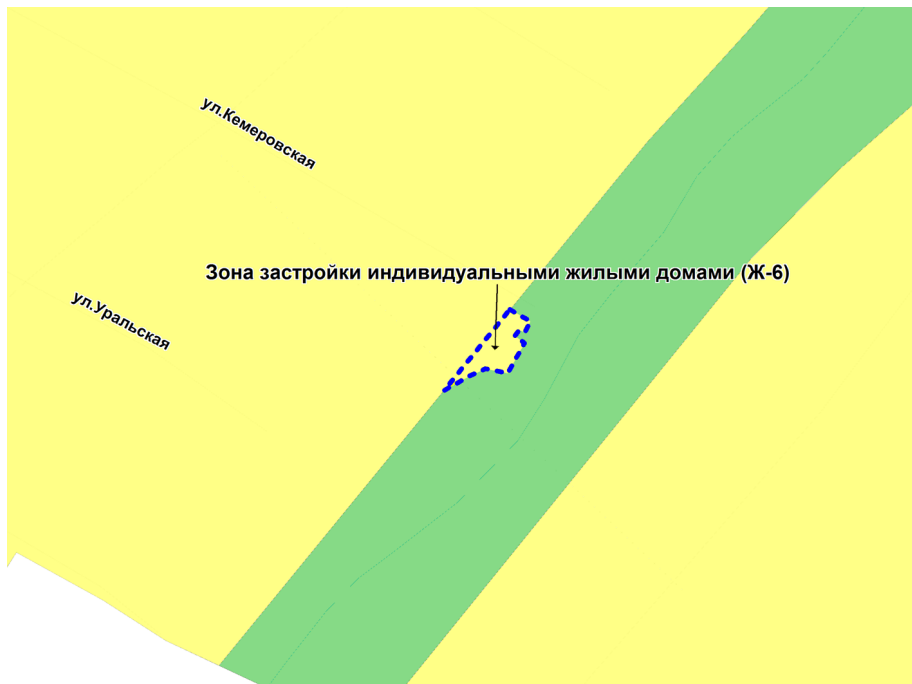 ул.Кемеровская
Зона застройки индивидуальными жилыми домами (Ж-6)
ул.Уральская